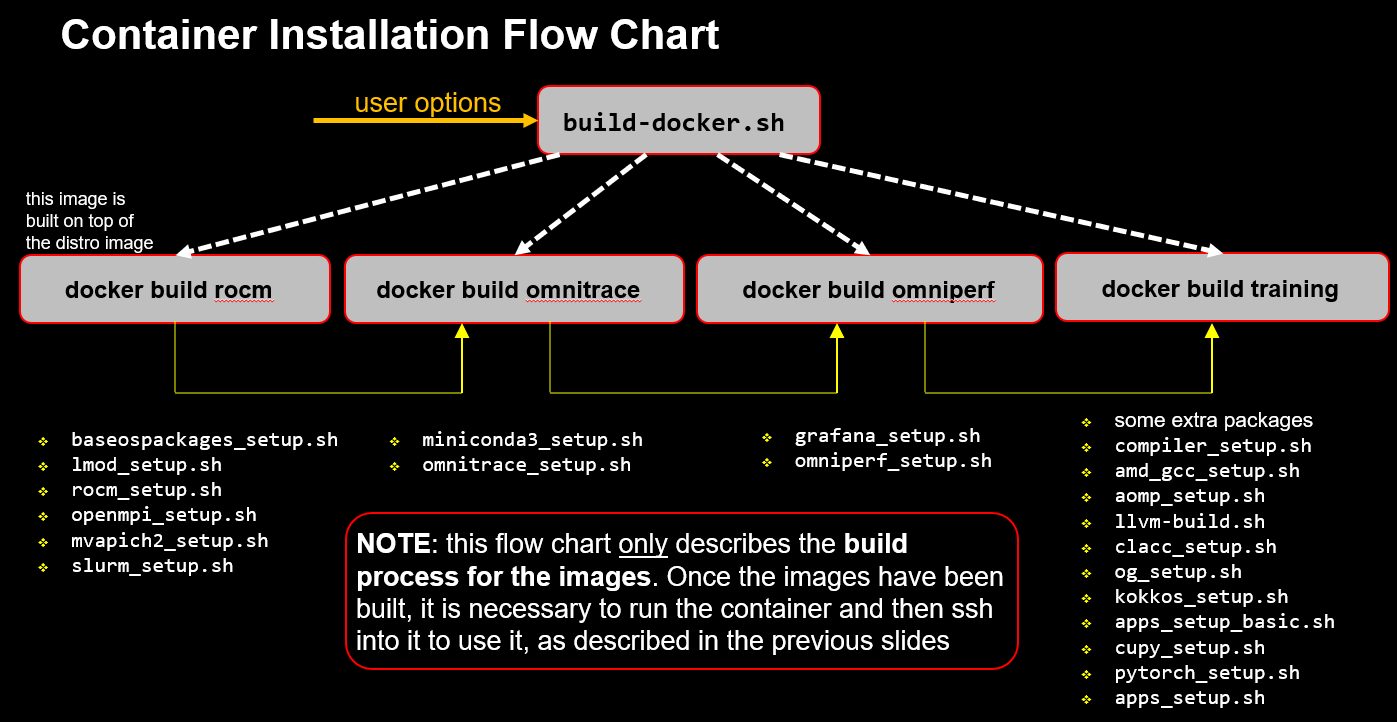 Container Installation Flow Chart
user options
build-docker.sh
this image is
built on top of
the distro image
docker build rocm
docker build omnitrace
docker build omniperf
docker build training
baseospackages_setup.sh
lmod_setup.sh
rocm_setup.sh
openmpi_setup.sh
mvapich2_setup.sh
slurm_setup.sh
miniconda3_setup.sh
omnitrace_setup.sh
grafana_setup.sh
omniperf_setup.sh
some extra packages
compiler_setup.sh
amd_gcc_setup.sh
aomp_setup.sh
llvm-build.sh
clacc_setup.sh
og_setup.sh
kokkos_setup.sh
apps_setup_basic.sh
cupy_setup.sh
pytorch_setup.sh
apps_setup.sh
NOTE: this flow chart only describes the build
process for the images. Once the images have been
built, it is necessary to run the container and then ssh
into it to use it, as described in the previous slides